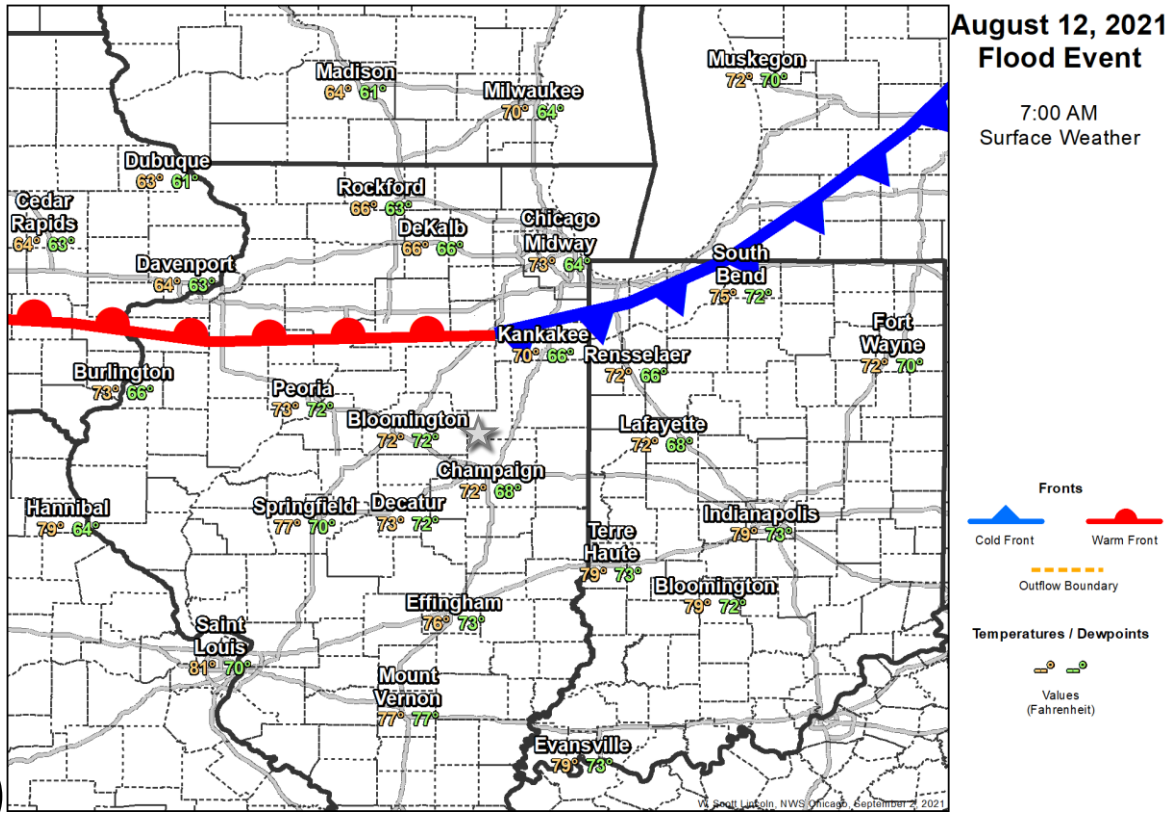 August 12, 2021
Flood Event
7:00 AM
Surface Weather
Muskegon
72° 70°
Madison
64° 61°
Milwaukee
70° 64°
Dubuque
63° 61°
Rockford
66° 63°
Cedar
Rapids
64° 63°
DeKalb
66° 66°
Chicago
Midway
73° 64°
Davenport
64° 63°
South
Bend
75° 72°
Kankakee
70° 66°
Rensselaer
72° 66°
Fort
Wayne
72° 70°
Burlington
73° 66°
Peoria
73° 72°
Bloomington
72° 72°
Lafayette
72° 68°
Champaign
72° 68°
Hannibal
79° 64°
Springfield
77° 70°
Decatur
73° 72°
Indianapolis
79° 73°
Terre
Haute
79° 73°
Bloomington
79° 72°
Effingham
76° 73°
Saint
Louis
81° 70°
Mount
Vernon
77° 77°
Evansville
79° 73°
W. Scott Lincoln, NWS Chicago, September 2, 2021
Fronts
Cold Front
Warm Front
Outflow Boundary
Temperatures / Dewpoints
--° --°
Values
(Fahrenheit)
)